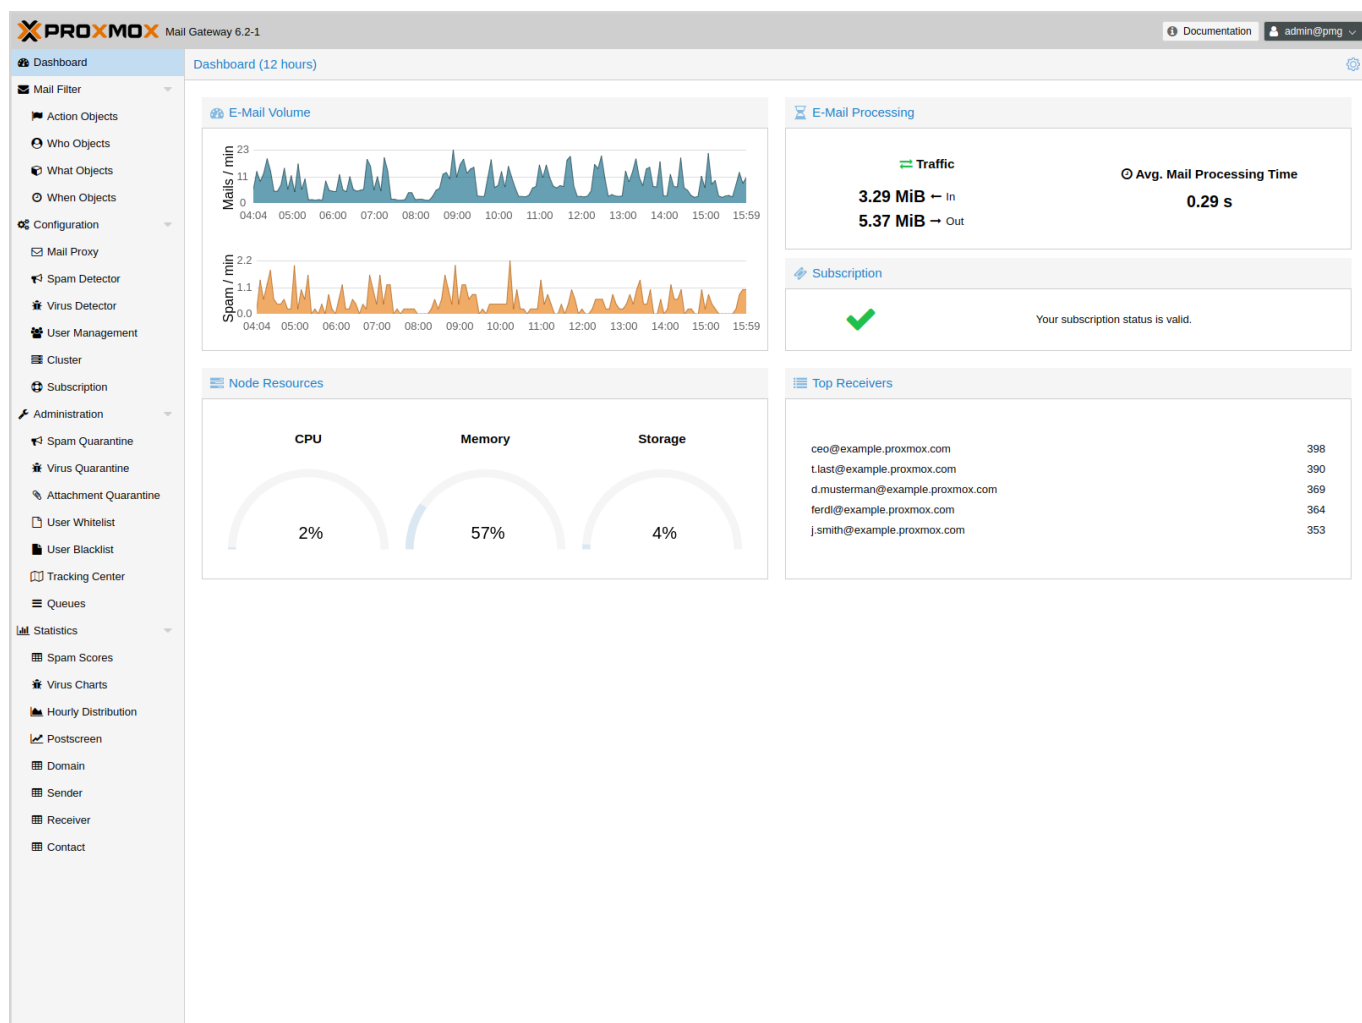 PROXMOX Mail Gateway 6.2-1
Documentation
admin@pmg
Dashboard
Mail Filter
Action Objects
Who Objects
What Objects
When Objects
Configuration
Mail Proxy
Spam Detector
Virus Detector
User Management
Cluster
Subscription
Administration
Spam Quarantine
Virus Quarantine
Attachment Quarantine
User Whitelist
User Blacklist
Tracking Center
Queues
Statistics
Spam Scores
Virus Charts
Hourly Distribution
Postscreen
Domain
Sender
Receiver
Contact
Dashboard (12 hours)
E-Mail Volume
Mails / min
23
11
0
04:04 05:00 06:00 07:00 08:00 09:00 10:00 11:00 12:00 13:00 14:00 15:00 15:59
Spam / min
2.2
1.1
0.0
04:04 05:00 06:00 07:00 08:00 09:00 10:00 11:00 12:00 13:00 14:00 15:00 15:59
E-Mail Processing
Traffic
3.29 MiB ← In
5.37 MiB → Out
Avg. Mail Processing Time
0.29 s
Subscription
Your subscription status is valid.
Node Resources
CPU Memory Storage
2% 57% 4%
Top Receivers
ceo@example.proxmox.com 398
t.last@example.proxmox.com 390
d.musterman@example.proxmox.com 369
ferdl@example.proxmox.com 364
j.smith@example.proxmox.com 353